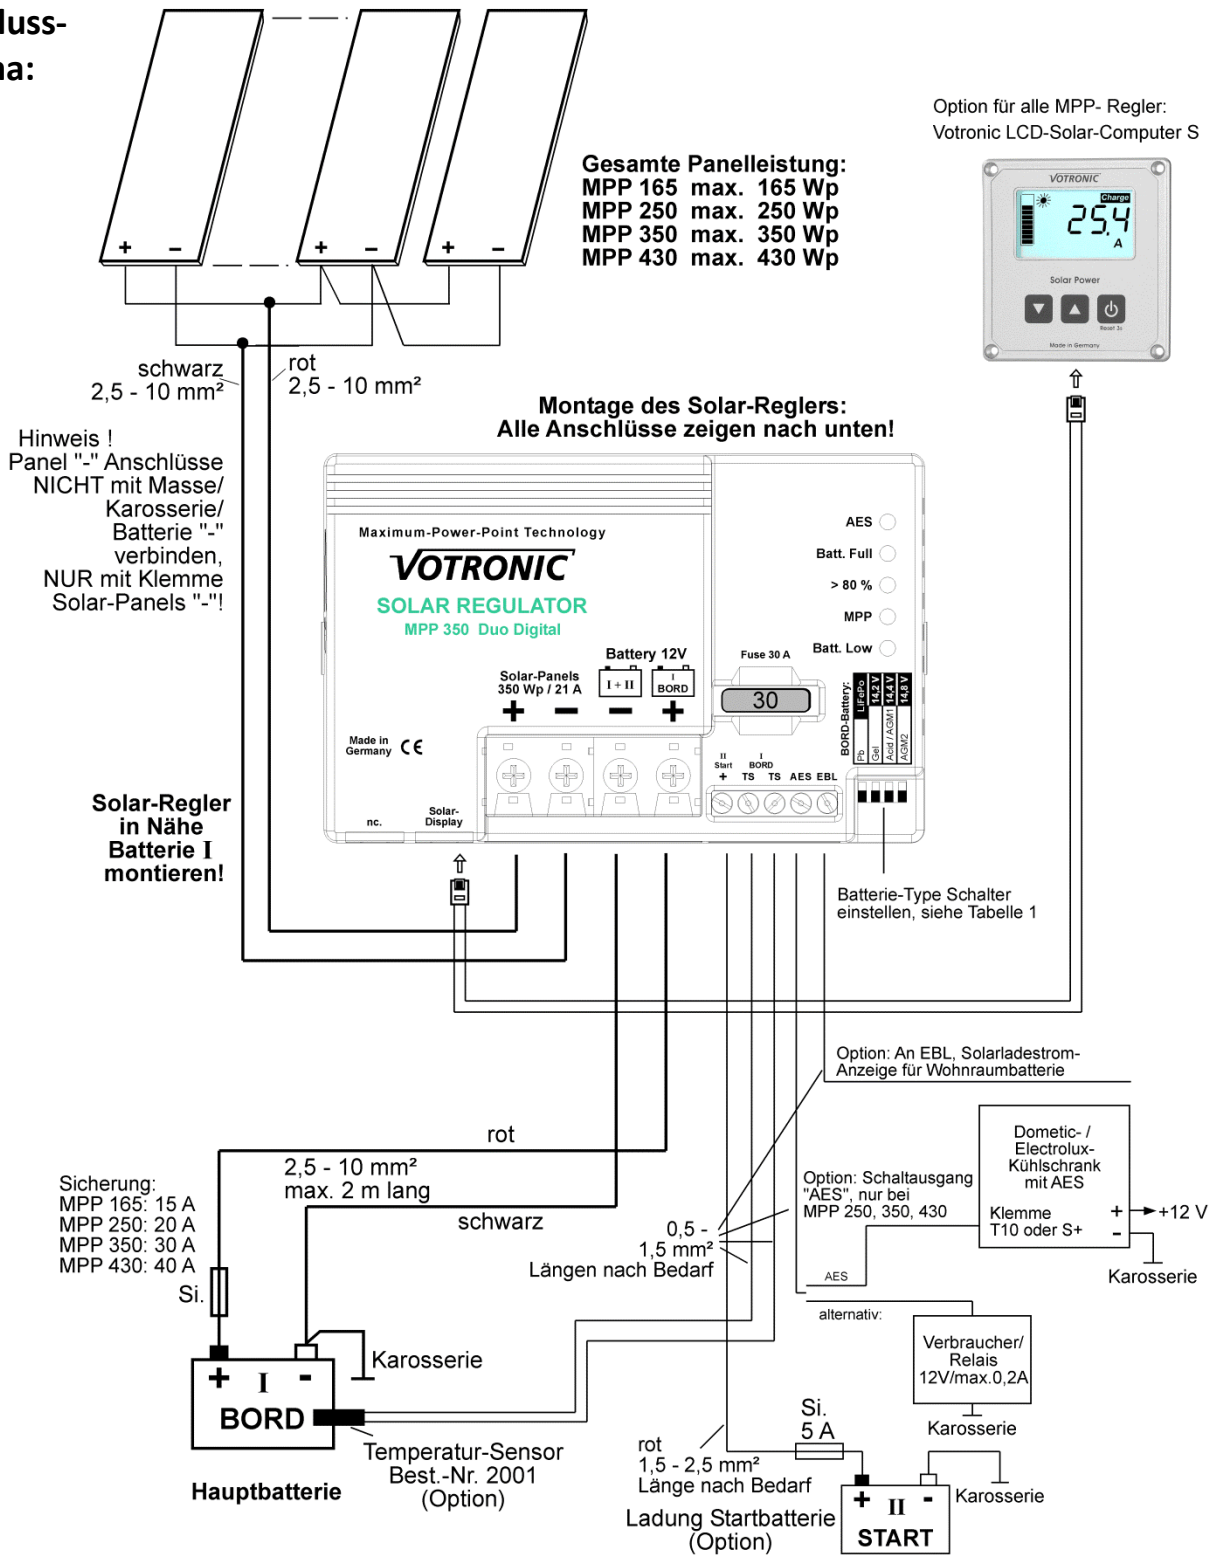 luss-
na:
+ -
+ -
+ -
Gesamte Panelleistung:
MPP 165 max. 165 Wp
MPP 250 max. 250 Wp
MPP 350 max. 350 Wp
MPP 430 max. 430 Wp
Option für alle MPP- Regler:
Votronic LCD-Solar-Computer S
VOTRONIC
Charge
25,4
A
Solar Power
Reset 3s
Made in Germany
schwarz
2,5 - 10 mm²
rot
2,5 - 10 mm²
Hinweis !
Panel "-" Anschlüsse
NICHT mit Masse/
Karosserie/
Batterie "-"
verbinden,
NUR mit Klemme
Solar-Panels "-"!
Montage des Solar-Reglers:
Alle Anschlüsse zeigen nach unten!
Maximum-Power-Point Technology
VOTRONIC
SOLAR REGULATOR
MPP 350 Duo Digital
AES
Batt. Full
> 80 %
MPP
Batt. Low
Battery 12V
Solar-Panels
350 Wp / 21 A
I + II
I
BORD
+ - - +
Fuse 30 A
30
BORD-Battery:
Pb LiFePo
Gel 14,2 V
Acid / AGM1 14,4 V
AGM2 14,8 V
Made in
Germany CE
II
Start
+
I
BORD
TS TS AES EBL
nc.
Solar-
Display
Solar-Regler
in Nähe
Batterie I
montieren!
Batterie-Type Schalter
einstellen, siehe Tabelle 1
Option: An EBL, Solarladestrom-
Anzeige für Wohnraumbatterie
rot
2,5 - 10 mm²
max. 2 m lang
schwarz
Sicherung:
MPP 165: 15 A
MPP 250: 20 A
MPP 350: 30 A
MPP 430: 40 A
Si.
0,5 -
1,5 mm²
Längen nach Bedarf
Option: Schaltausgang
"AES", nur bei
MPP 250, 350, 430
Dometic- /
Electrolux-
Kühlschrank
mit AES
Klemme
T10 oder S+
+
-
+12 V
Karosserie
AES
alternativ:
Verbraucher/
Relais
12V/max.0,2A
Karosserie
Karosserie
+ I -
BORD
Hauptbatterie
Temperatur-Sensor
Best.-Nr. 2001
(Option)
rot
1,5 - 2,5 mm²
Länge nach Bedarf
Ladung Startbatterie
(Option)
Si.
5 A
+ II -
START
Karosserie